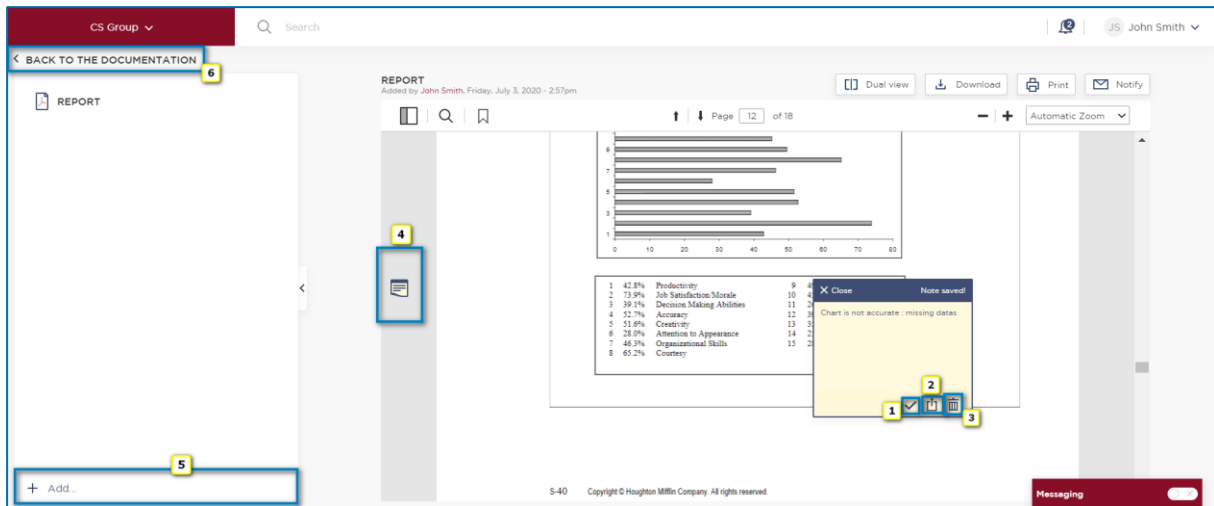 CS Group
Search
2
JS John Smith
BACK TO THE DOCUMENTATION
6
REPORT
REPORT
Added by John Smith, Friday, July 3, 2020 - 2:57pm
Dual view
Download
Print
Notify
Page 12 of 18
Automatic Zoom
9
7
5
3
1
0 10 20 30 40 50 60 70 80
4
1 42.8% Productivity 9
2 73.9% Job Satisfaction/Morale 10
3 39.1% Decision Making Abilities 11
4 52.7% Accuracy 12
5 51.6% Creativity 13
6 28.0% Attention to Appearance 14
7 46.3% Organizational Skills 15
8 65.2% Courtesy
X Close Note saved!
Chart is not accurate : missing datas
2
1
3
5
+ Add...
S-40 Copyright © Houghton Mifflin Company. All rights reserved.
Messaging